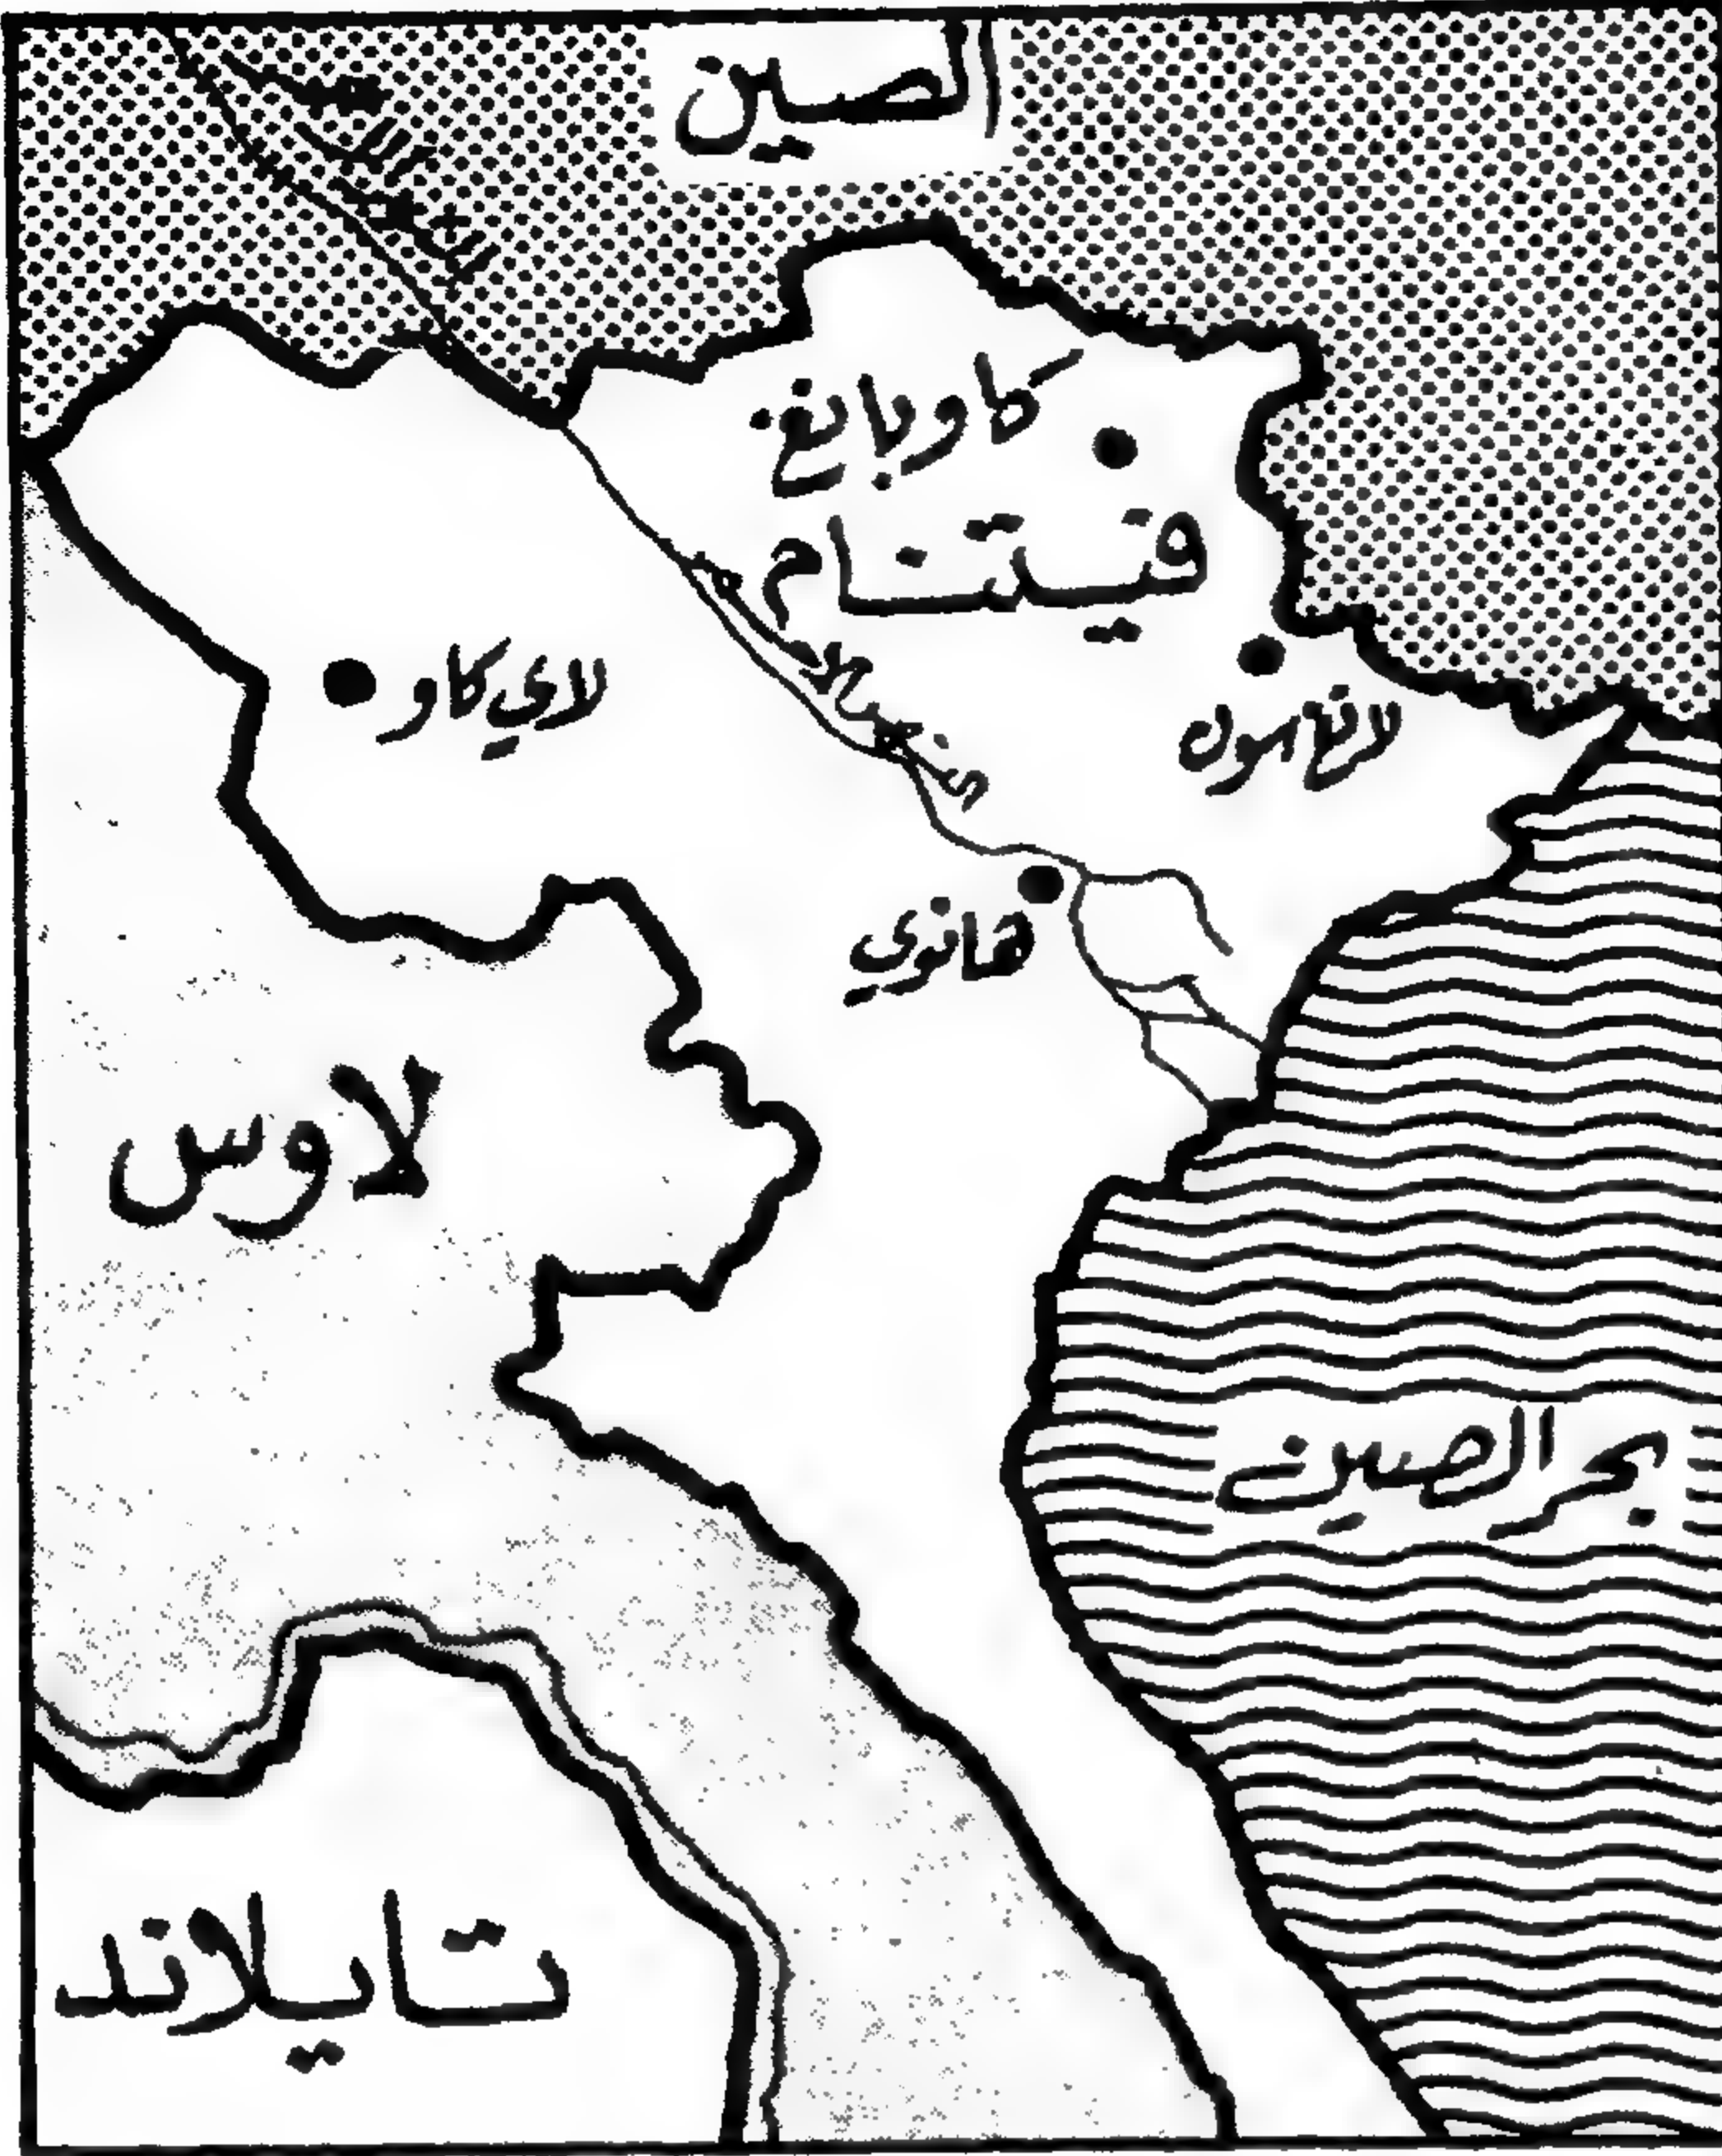 الصين
كاوبانغ
فيتنام
لاي كاو
لانغ سون
هانوي
لاوس
بحر الصين
تايلاند